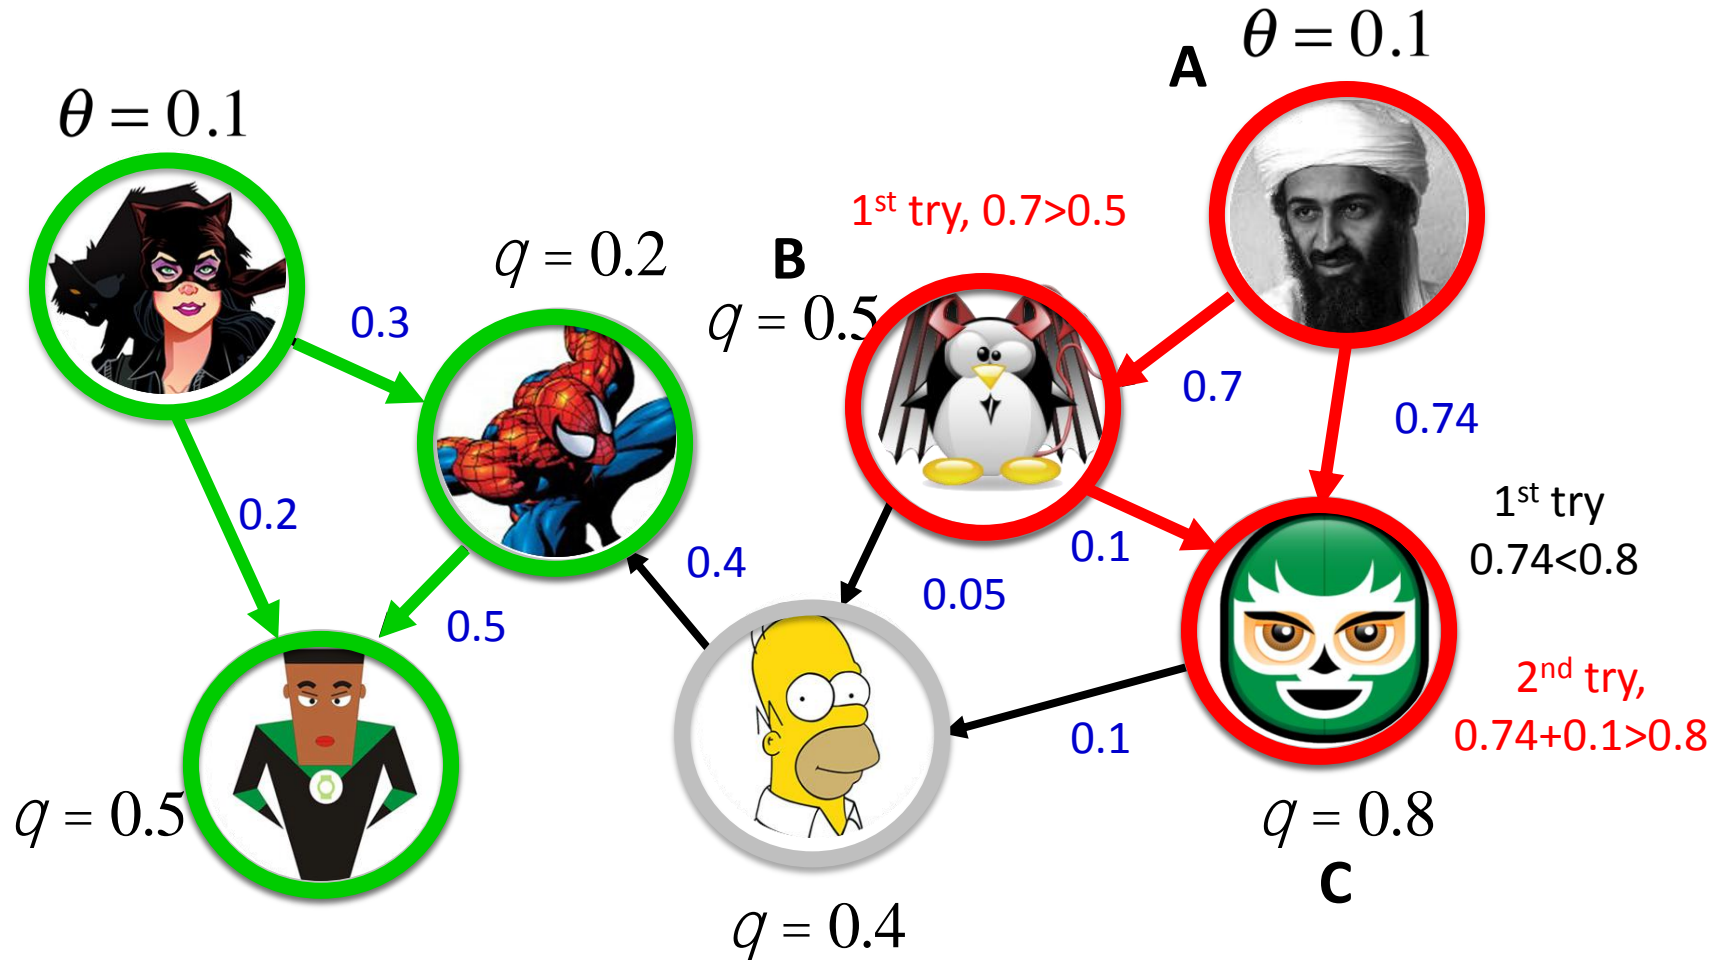 θ = 0.1
A
θ = 0.1
1st try, 0.7>0.5
B
q = 0.2
q = 0.5
0.3
0.7
0.74
0.2
0.4
0.1
0.05
0.5
1st try
0.74<0.8
2nd try,
0.74+0.1>0.8
0.1
q = 0.5
q = 0.8
C
q = 0.4